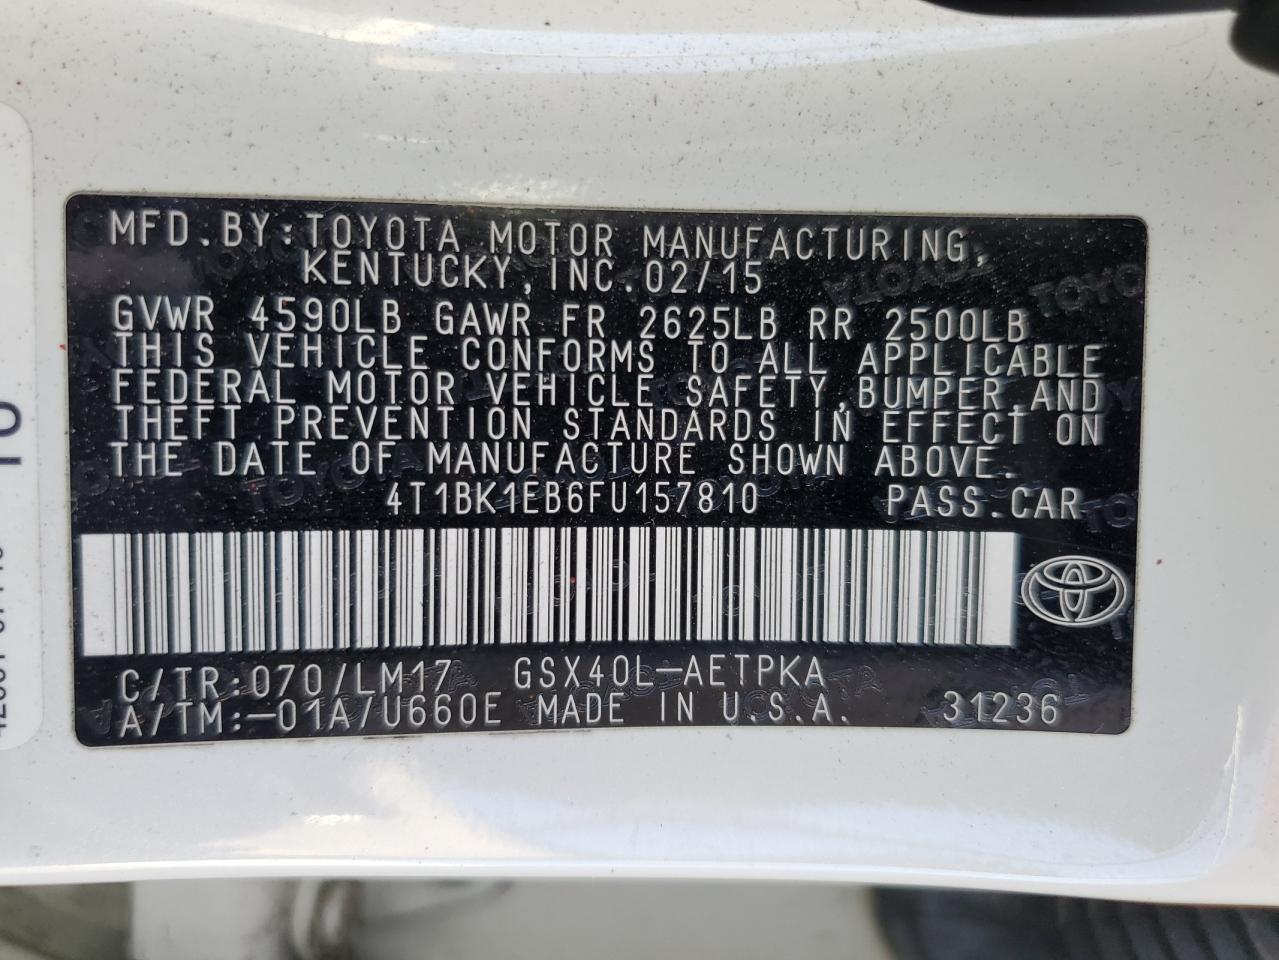 MFD.BY:TOYOTA MOTOR MANUFACTURING,
KENTUCKY, INC.02/15
GVWR 4590LB GAWR FR 2625LB RR 2500LB
THIS VEHICLE CONFORMS TO ALL APPLICABLE
FEDERAL MOTOR VEHICLE SAFETY,BUMPER,AND
THEFT PREVENTION STANDARDS IN EFFECT ON
THE DATE OF MANUFACTURE SHOWN ABOVE.
4T1BK1EB6FU157810 PASS.CAR
C/TR:070/LM17 GSX40L-AETPKA
A/TM:-01A/U660E MADE IN U.S.A. 31236